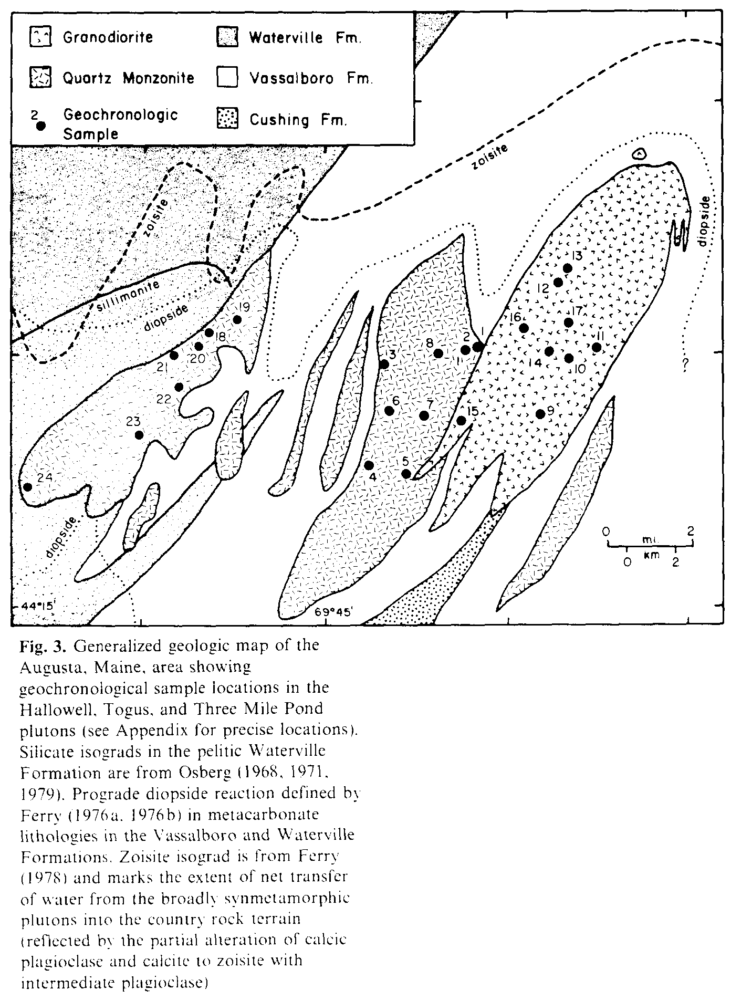 Granodiorite
Waterville Fm.
Quartz Monzonite
Vassalboro Fm.
2
Geochronologic
Sample
Cushing Fm.
zoisite
zoisite
diopside
sillimanite
diopside
13
12
19
16
17
18
8
2
1
11
20
3
14
10
21
1
?
22
6
7
15
9
23
5
4
24
diopside
0 2
mi.
km
0 2
44°15'
69°45'
Fig. 3. Generalized geologic map of the
Augusta, Maine, area showing
geochronological sample locations in the
Hallowell, Togus, and Three Mile Pond
plutons (see Appendix for precise locations).
Silicate isograds in the pelitic Waterville
Formation are from Osberg (1968, 1971,
1979). Prograde diopside reaction defined by
Ferry (1976a, 1976b) in metacarbonate
lithologies in the Vassalboro and Waterville
Formations. Zoisite isograd is from Ferry
(1978) and marks the extent of net transfer
of water from the broadly synmetamorphic
plutons into the country rock terrain
(reflected by the partial alteration of calcic
plagioclase and calcite to zoisite with
intermediate plagioclase)